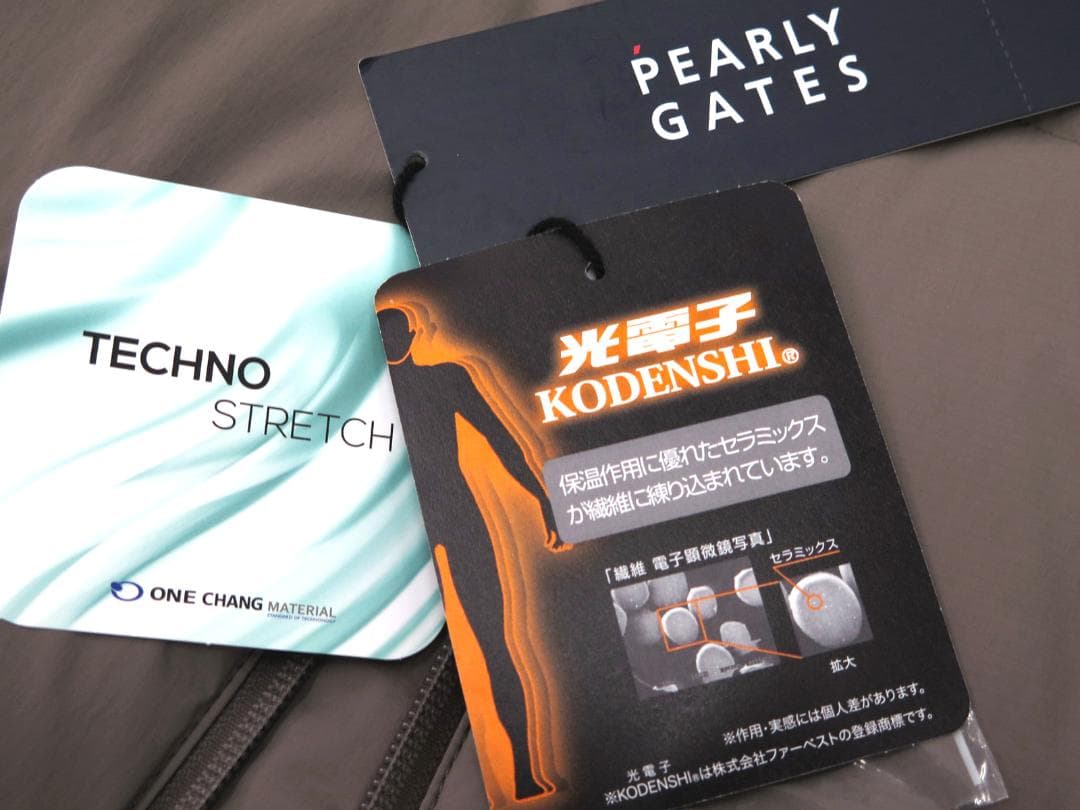 PEARLY
GATES
TECHNO
STRETCH
ONE CHANG MATERIAL
STANDARD OF TECHNOLOGY
光電子
KODENSHI®
保温作用に優れたセラミックス
が繊維に練り込まれています。
「繊維 電子顕微鏡写真」
セラミックス
拡大
※作用・実感には個人差があります。
光電子
※KODENSHI®は株式会社ファーベストの登録商標です。